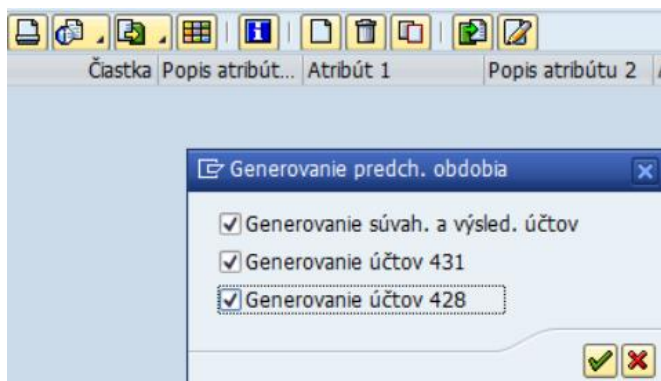 Čiastka Popis atribút... Atribút 1 Popis atribútu 2
Generovanie predch. obdobia
Generovanie súvah. a výsled. účtov
Generovanie účtov 431
Generovanie účtov 428